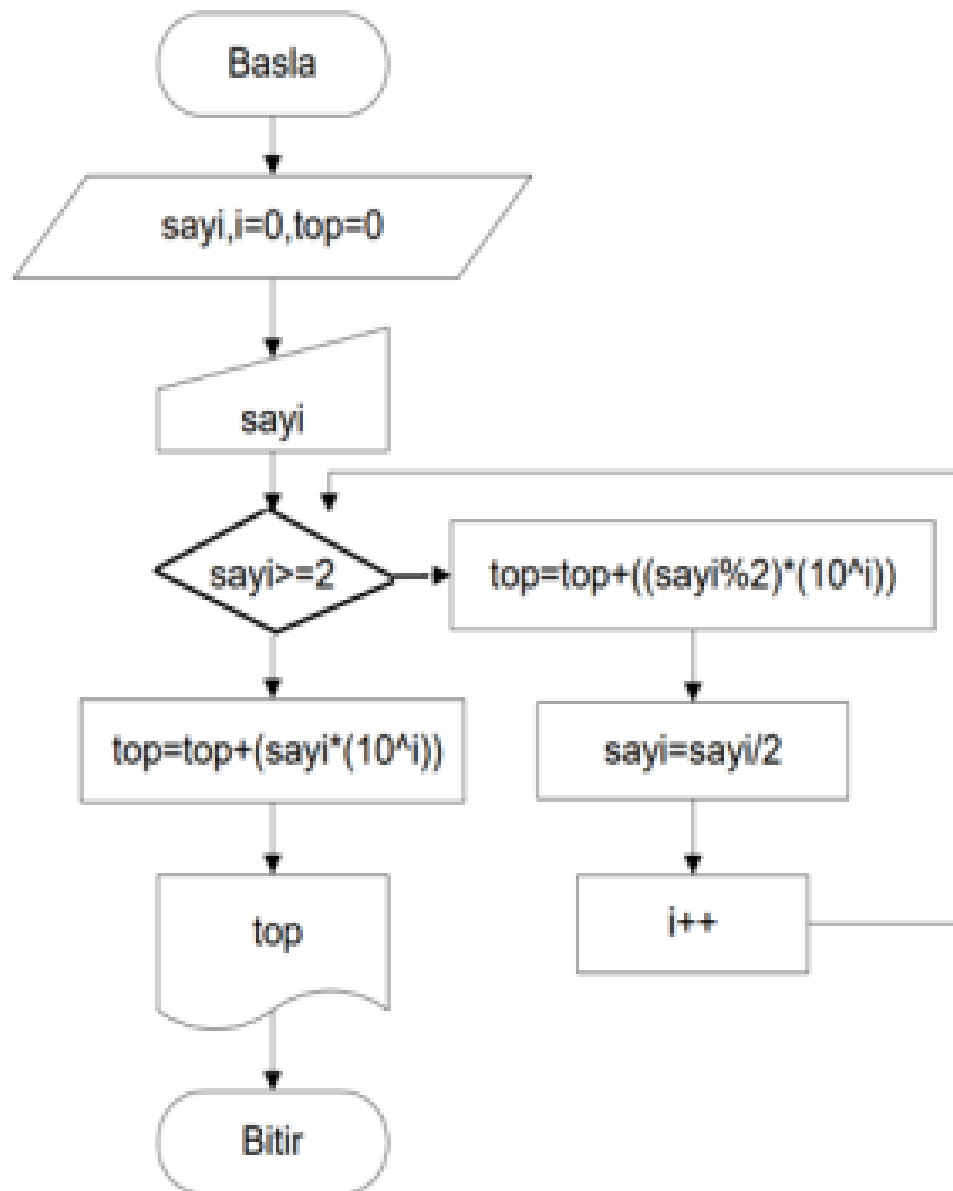 Basla
sayi,i=0,top=0
sayi
sayi>=2
top=top+((sayi%2)*(10^i))
sayi=sayi/2
i++
top=top+(sayi*(10^i))
top
Bitir